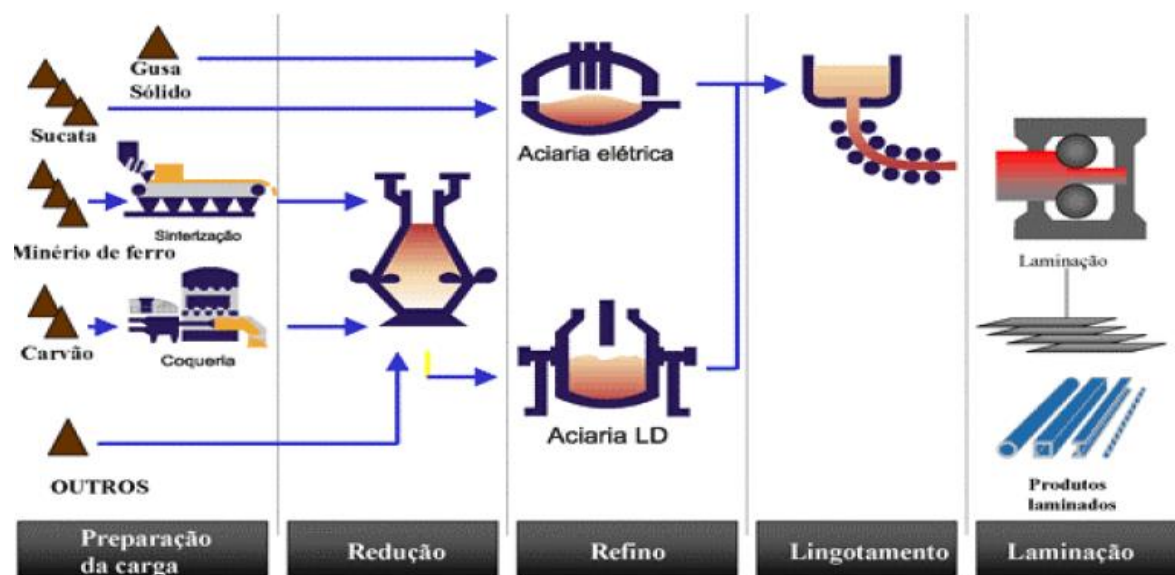 Gusa
Sólido
Sucata
Minério de ferro
Sinterização
Carvão
Coqueria
OUTROS
Aciaria elétrica
Aciaria LD
Laminação
Produtos
laminados
Preparação
da carga
Redução
Refino
Lingotamento
Laminação